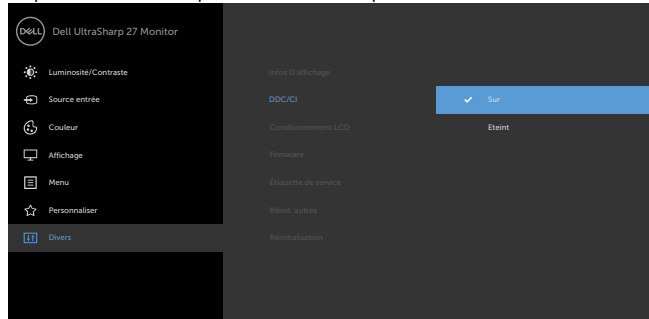 DELL Dell UltraSharp 27 Monitor
Luminosité/Contraste
Source entrée
Couleur
Affichage
Menu
Personnaliser
Divers
Infos D affichage
DDC/CI
Conditionnement LCD
Firmware
Étiquette de service
Réinit. autres
Réinitialisation
Sur
Eteint